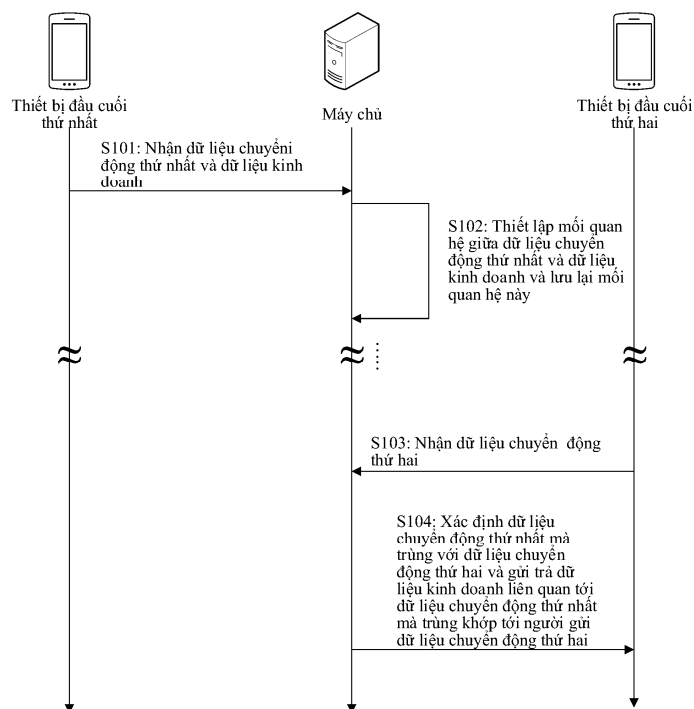 Thiết bị đầu cuối
thứ nhất
Máy chủ
Thiết bị đầu cuối
thứ hai
S101: Nhận dữ liệu chuyểni
động thứ nhất và dữ liệu kinh
doanh
S102: Thiết lập mối quan
hệ giữa dữ liệu chuyển
động thứ nhất và dữ liệu
kinh doanh và lưu lại mối
quan hệ này
S103: Nhận dữ liệu chuyển động
thứ hai
S104: Xác định dữ liệu
chuyển động thứ nhất mà
trùng với dữ liệu chuyển
động thứ hai và gửi trả dữ
liệu kinh doanh liên quan tới
dữ liệu chuyển động thứ nhất
mà trùng khớp tới người gửi
dữ liệu chuyển động thứ hai